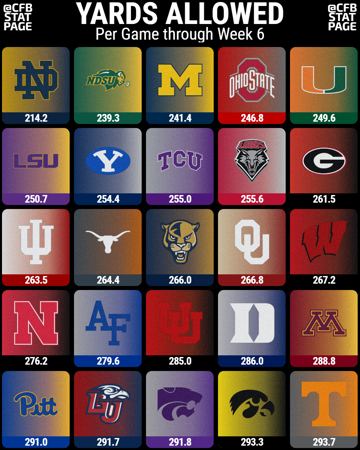 @CFB
STAT
PAGE
YARDS ALLOWED
Per Game through Week 6
@CFB
STAT
PAGE
ND
NDSU
M
OHIO STATE
U
214.2
239.3
241.4
246.8
249.6
LSU
Y
TCU
G
250.7
254.4
255.0
255.6
261.5
IU
OU
W
263.5
264.4
266.0
266.8
267.2
N
AF
UU
D
M
276.2
279.6
285.0
286.0
288.8
Pitt
LU
T
291.0
291.7
291.8
293.3
293.7